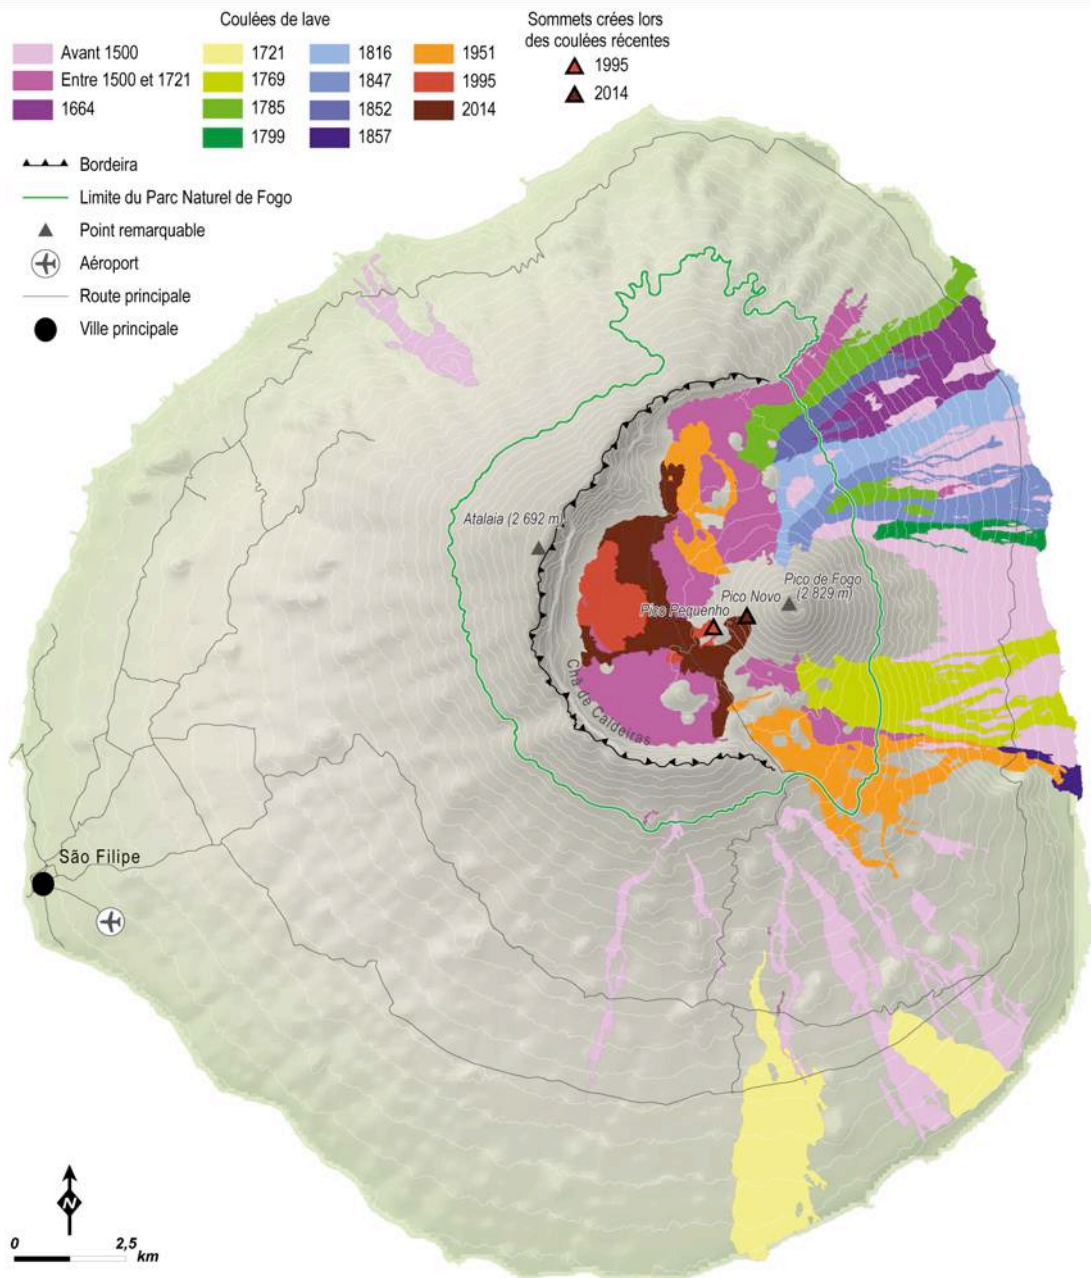 Coulées de lave
Avant 1500
Entre 1500 et 1721
1664
1721
1769
1785
1799
1816
1847
1852
1857
1951
1995
2014
Sommets crées lors
des coulées récentes
1995
2014
Bordeira
Limite du Parc Naturel de Fogo
Point remarquable
Aéroport
Route principale
Ville principale
Atalaia (2 692 m)
Pico de Fogo
(2 829 m)
Pico Novo
Pico Pequenho
Chã de Caldeiras
São Filipe
N
0 2,5
km